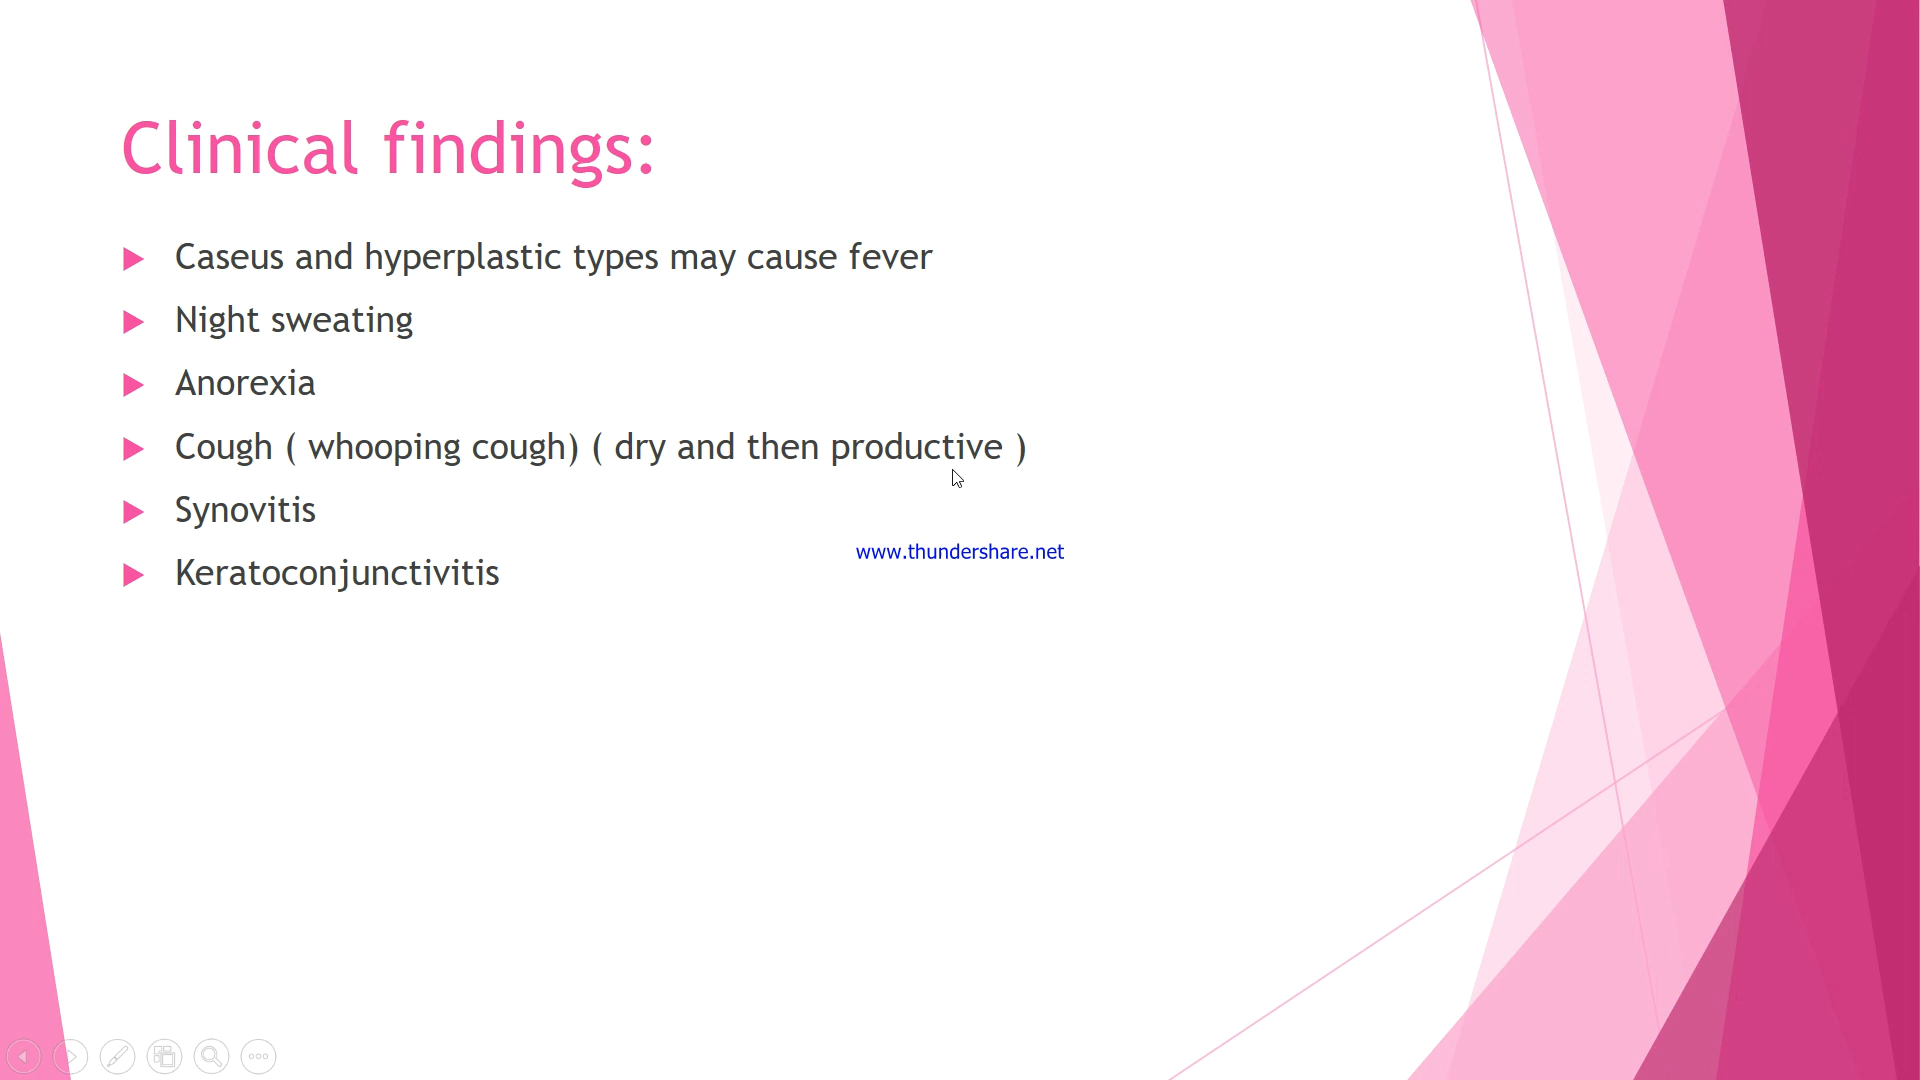 Clinical findings:
Caseus and hyperplastic types may cause fever
Night sweating
Anorexia
Cough ( whooping cough) ( dry and then productive )
Synovitis
www.thundershare.net
Keratoconjunctivitis